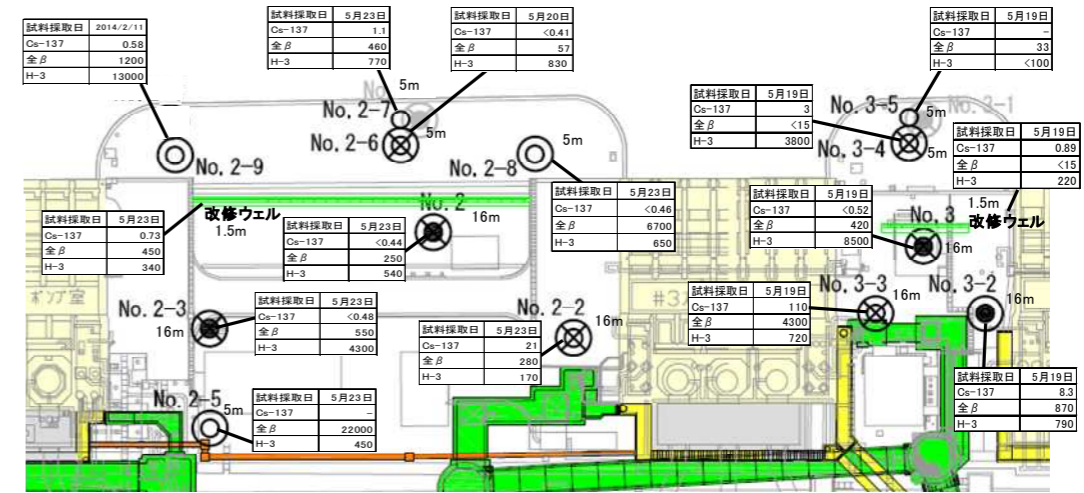 試料採取日 2014/2/11
Cs-137 0.58
全β 1200
H-3 13000
試料採取日 5月23日
Cs-137 1.1
全β 460
H-3 770
試料採取日 5月20日
Cs-137 <0.41
全β 57
H-3 830
試料採取日 5月19日
Cs-137 -
全β 33
H-3 <100
No. 5m
No. 2-7
No. 2-6 5m
No. 2-9
No. 2-8 5m
試料採取日 5月19日
Cs-137 3
全β <15
H-3 3800
No. 3-5 5m
No. 3-1
No. 3-4 5m
試料採取日 5月19日
Cs-137 0.89
全β <15
H-3 220
試料採取日 5月23日
Cs-137 0.73
全β 450
H-3 340
改修ウェル
1.5m
試料採取日 5月23日
Cs-137 <0.44
全β 250
H-3 540
No. 2 16m
試料採取日 5月23日
Cs-137 <0.46
全β 6700
H-3 650
試料採取日 5月19日
Cs-137 <0.52
全β 420
H-3 8500
No. 3 16m
1.5m
改修ウェル
ポンプ室
No. 2-3
16m
試料採取日 5月23日
Cs-137 <0.48
全β 550
H-3 4300
No. 2-2 16m
試料採取日 5月23日
Cs-137 21
全β 280
H-3 170
#3
試料採取日 5月19日
Cs-137 110
全β 4300
H-3 720
No. 3-3 16m
No. 3-2 16m
試料採取日 5月19日
Cs-137 8.3
全β 870
H-3 790
No. 2-5 5m
試料採取日 5月23日
Cs-137 -
全β 22000
H-3 450